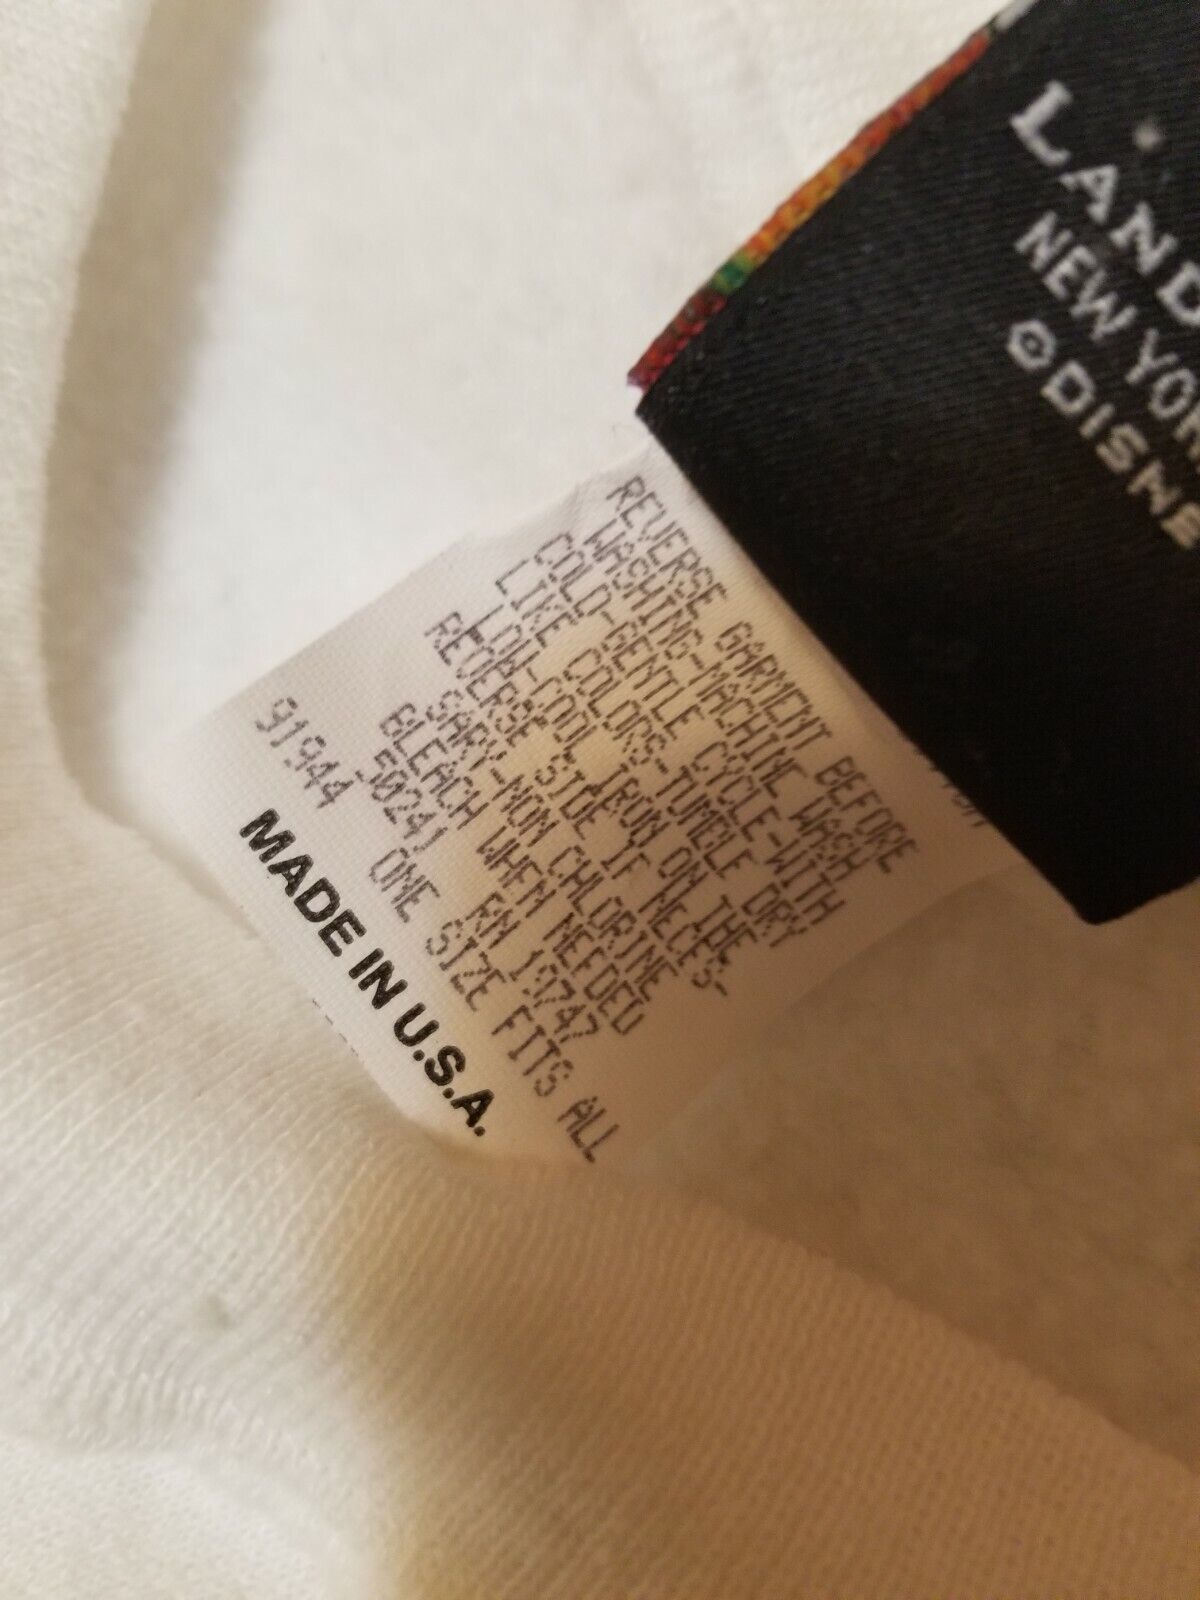 LAND
NEW YOR
©DISNE
REVERSE GARMENT BEFORE
WASHING-MACHINE WASH
COLD-GENTLE CYCLE-WITH
LIKE COLORS-TUMBLE DRY
LOW-COOL IRON ON THE
REVERSE SIDE IF NECES-
SARY-NON CHLORINE
BLEACH WHEN NEEDED
50241 RN 19747
91944 ONE SIZE FITS ALL
MADE IN U.S.A.